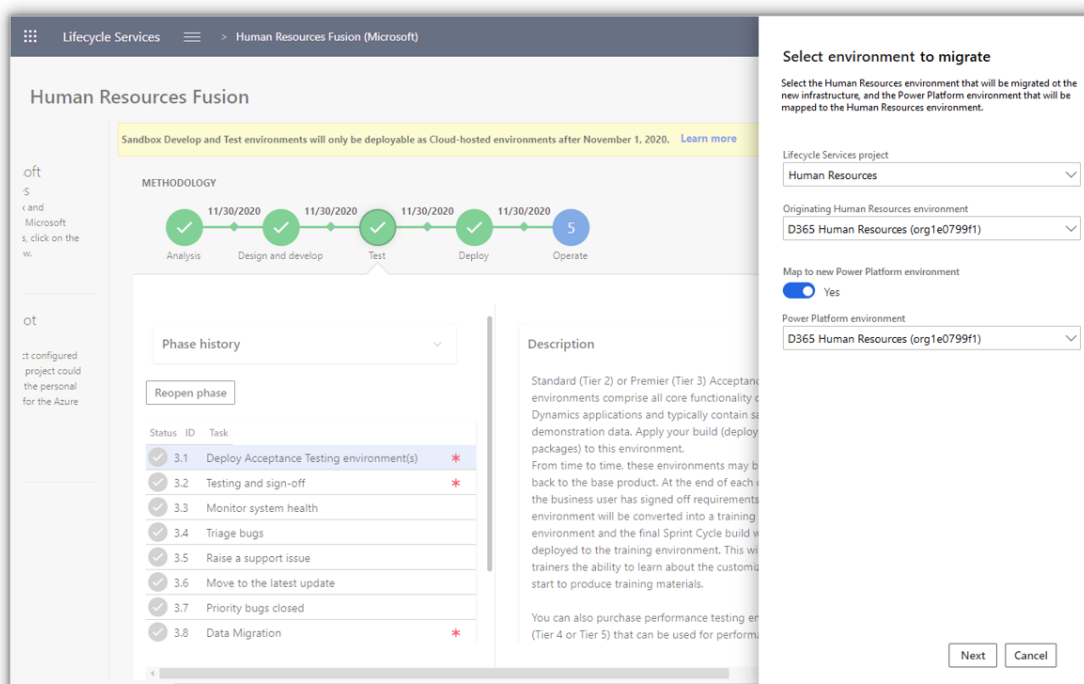 Lifecycle Services > Human Resources Fusion (Microsoft)
Human Resources Fusion
Sandbox Develop and Test environments will only be deployable as Cloud-hosted environments after November 1, 2020. Learn more
oft
s
and
Microsoft
s, click on the
w.
ot
ct configured
project could
the personal
for the Azure
METHODOLOGY
11/30/2020 11/30/2020 11/30/2020 11/30/2020
5
Analysis Design and develop Test Deploy Operate
Phase history
Reopen phase
Status ID Task
3.1 Deploy Acceptance Testing environment(s) *
3.2 Testing and sign-off *
3.3 Monitor system health
3.4 Triage bugs
3.5 Raise a support issue
3.6 Move to the latest update
3.7 Priority bugs closed
3.8 Data Migration *
Description
Standard (Tier 2) or Premier (Tier 3) Acceptanc
environments comprise all core functionality
Dynamics applications and typically contain sa
demonstration data. Apply your build (deploy
packages) to this environment.
From time to time, these environments may b
back to the base product. At the end of each
the business user has signed off requirements
environment will be converted into a training
environment and the final Sprint Cycle build w
deployed to the training environment. This wi
trainers the ability to learn about the customiz
start to produce training materials.
You can also purchase performance testing en
(Tier 4 or Tier 5) that can be used for performa
Select environment to migrate
Select the Human Resources environment that will be migrated ot the
new infrastructure, and the Power Platform environment that will be
mapped to the Human Resources environment.
Lifecycle Services project
Human Resources
Originating Human Resources environment
D365 Human Resources (org1e0799f1)
Map to new Power Platform environment
Yes
Power Platform environment
D365 Human Resources (org1e0799f1)
Next Cancel